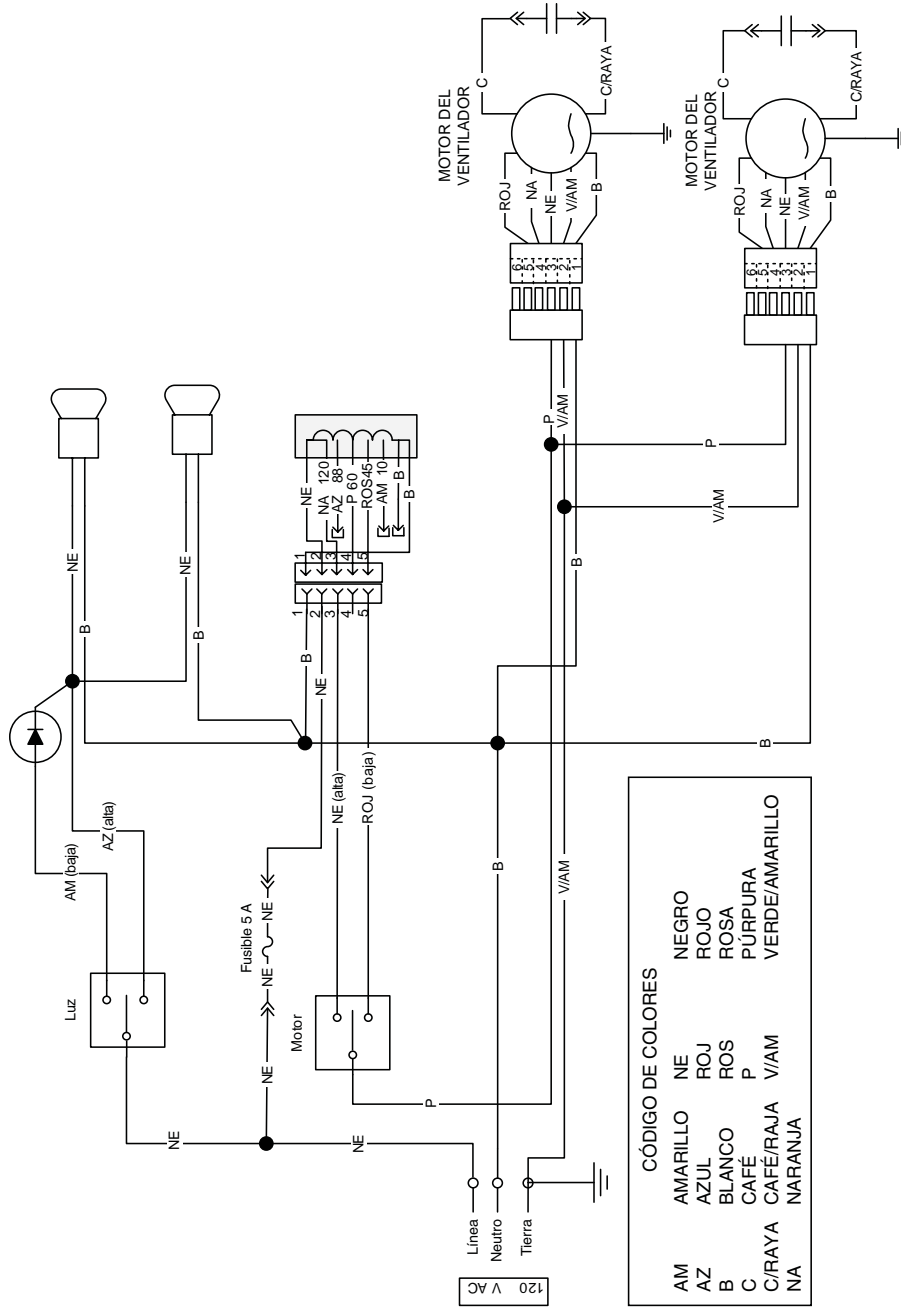 MOTOR DEL
VENTILADOR
C
C/RAYA
ROJ
NA
NE
V/AM
B
6
5
4
3
2
1
MOTOR DEL
VENTILADOR
C
C/RAYA
ROJ
NA
NE
V/AM
B
6
5
4
3
2
1
P
V/AM
B
P
V/AM
B
NE
B
NE
B
AM (baja)
AZ (alta)
Luz
NE
NE
NE
Fusible 5 A
NE
NE
NE
B
NE (alta)
ROJ (baja)
1
2
3
4
5
1
2
3
4
5
NE
NA 120
AZ 88
P 60
ROS 45
AM 10
B
B
Motor
P
B
V/AM
Línea
Neutro
Tierra
120 V AC
CÓDIGO DE COLORES
AM AMARILLO NE NEGRO
AZ AZUL ROJ ROJO
B BLANCO ROS ROSA
C CAFÉ P PÚRPURA
C/RAYA CAFÉ/RAJA V/AM VERDE/AMARILLO
NA NARANJA